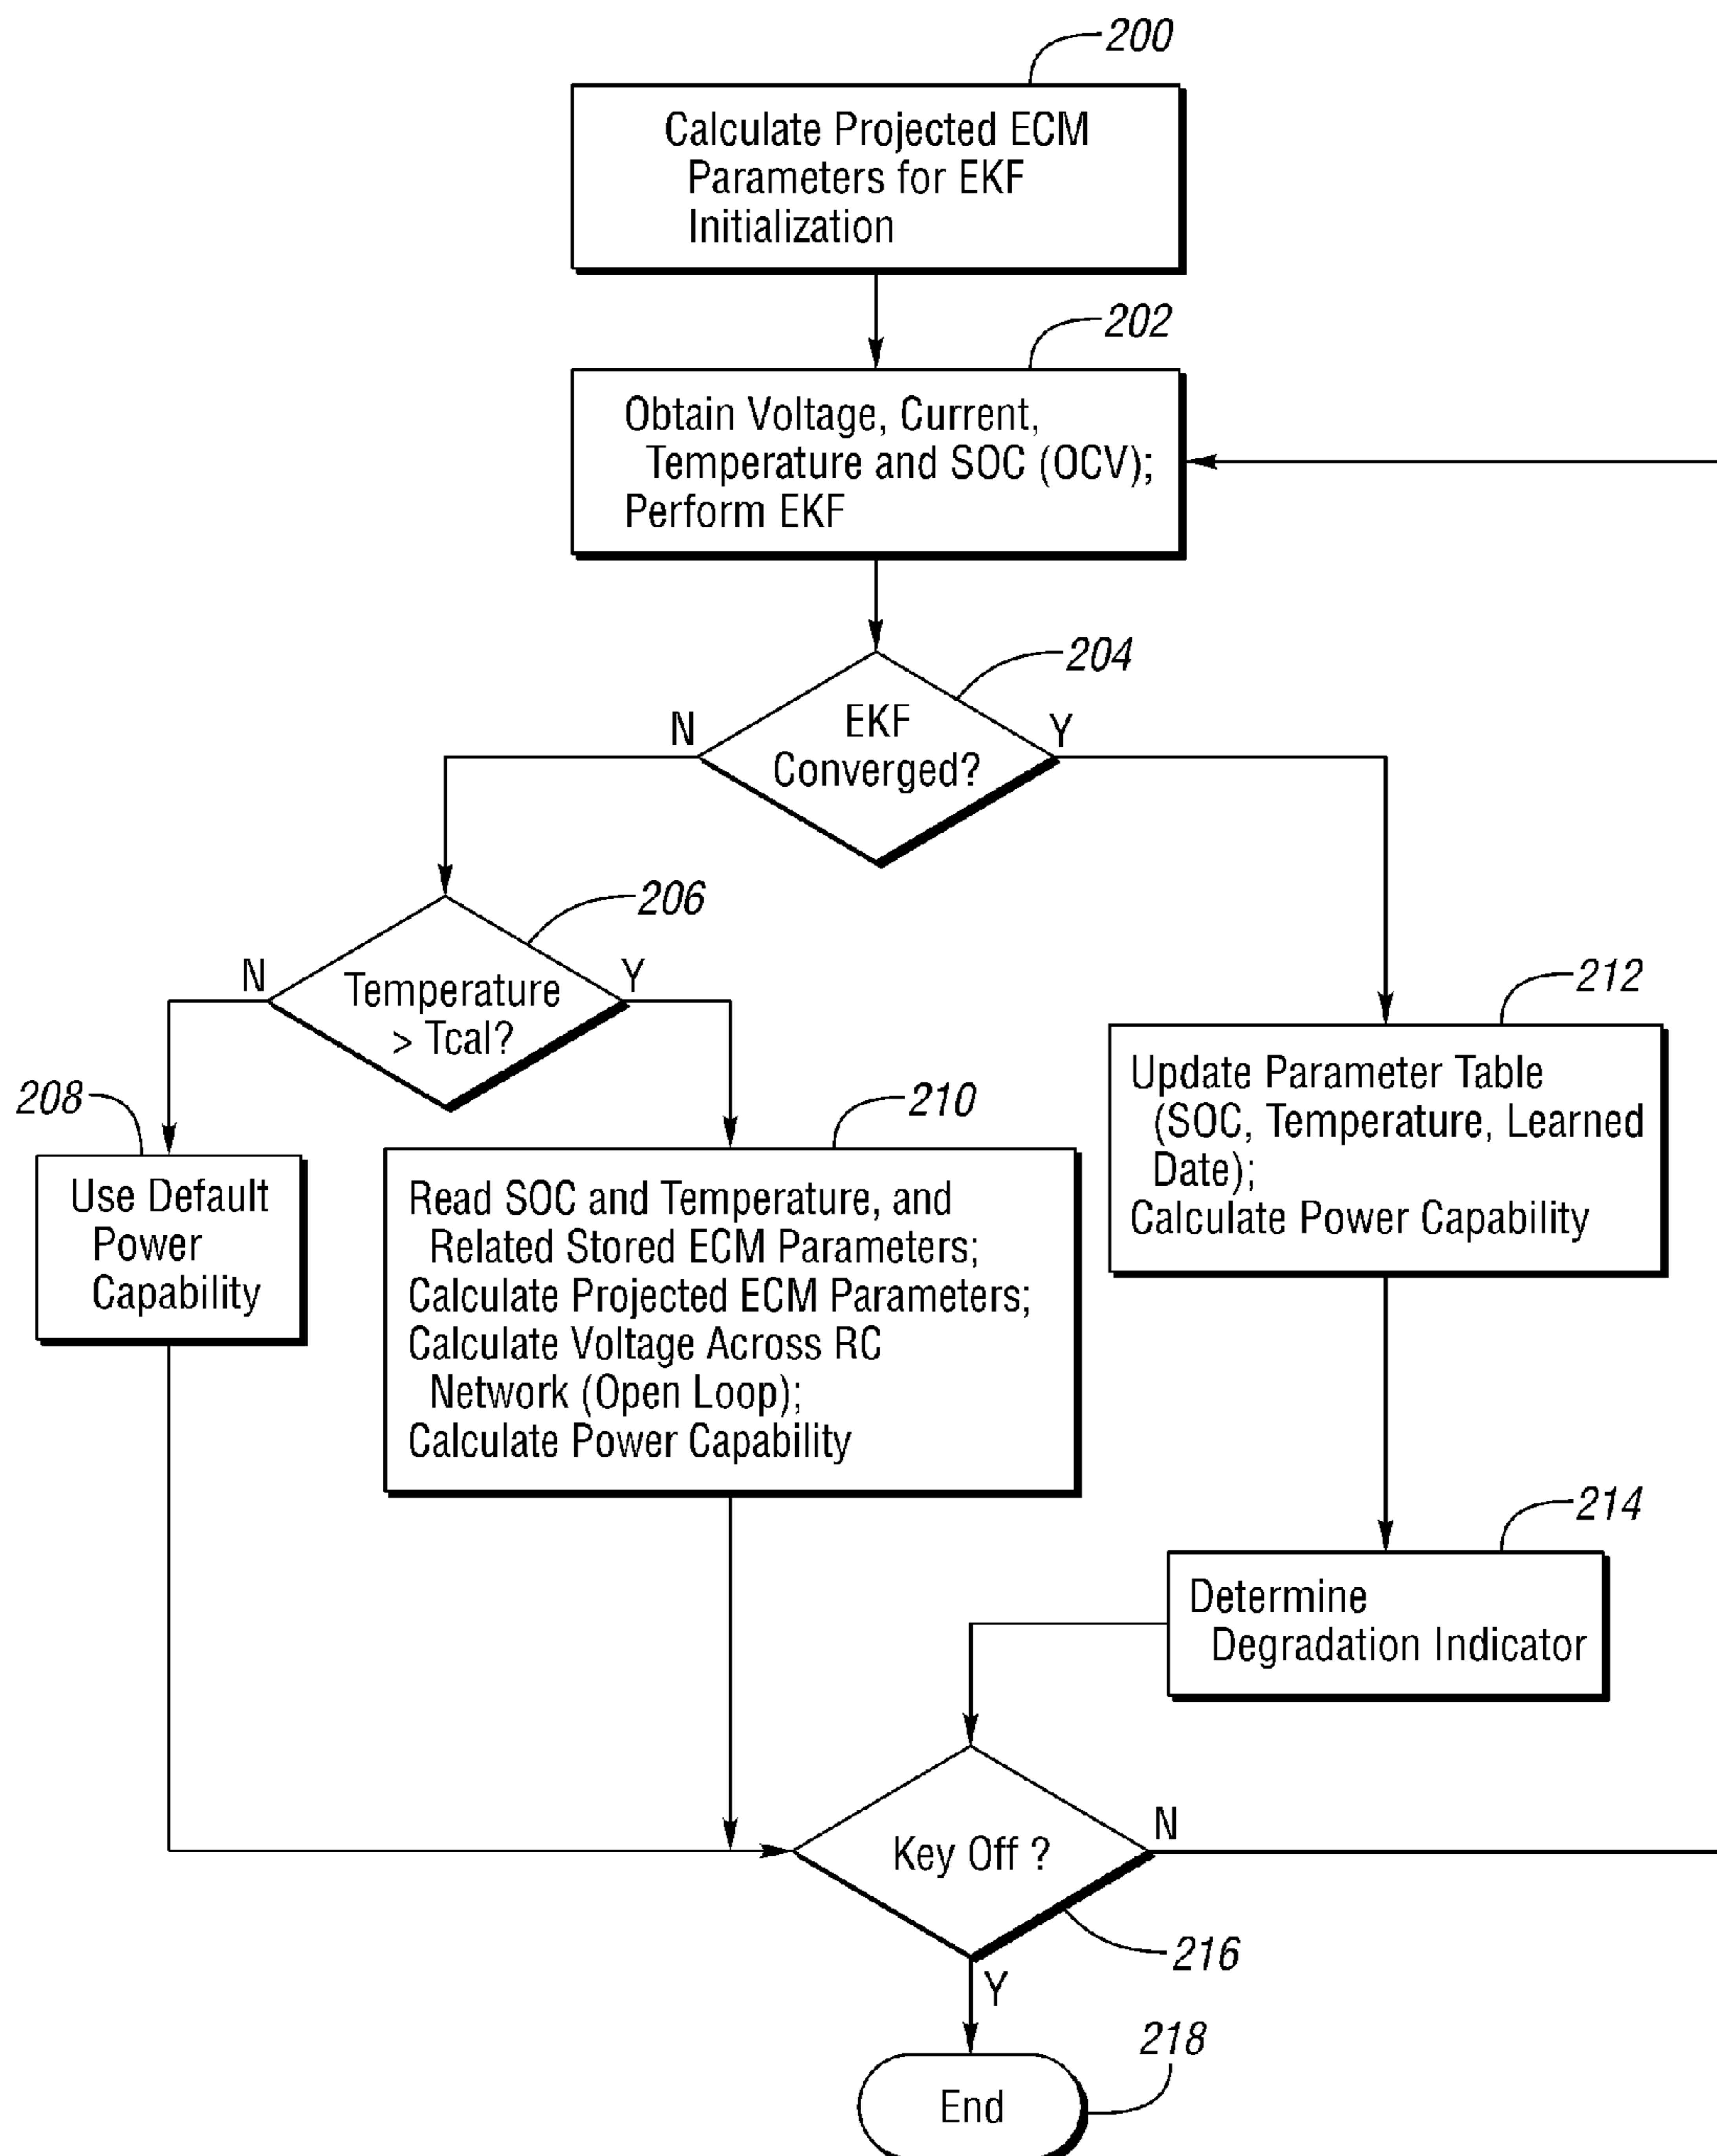 200
Calculate Projected ECM
Parameters for EKF
Initialization
202
Obtain Voltage, Current,
Temperature and SOC (OCV);
Perform EKF
204
N
EKF
Converged?
Y
206
N
Temperature
> Tcal?
Y
208
Use Default
Power
Capability
210
Read SOC and Temperature, and
Related Stored ECM Parameters;
Calculate Projected ECM Parameters;
Calculate Voltage Across RC
Network (Open Loop);
Calculate Power Capability
212
Update Parameter Table
(SOC, Temperature, Learned
Date);
Calculate Power Capability
214
Determine
Degradation Indicator
Key Off ?
N
216
Y
218
End